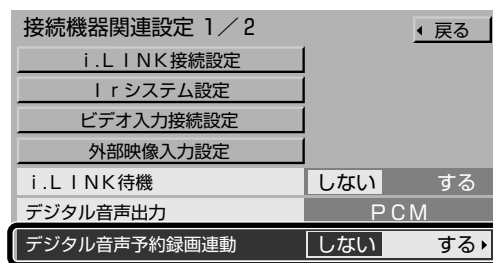 接続機器関連設定 1／2
戻る
i.LINK接続設定
Irシステム設定
ビデオ入力接続設定
外部映像入力設定
i.LINK待機 しない する
デジタル音声出力 PCM
デジタル音声予約録画連動 しない する